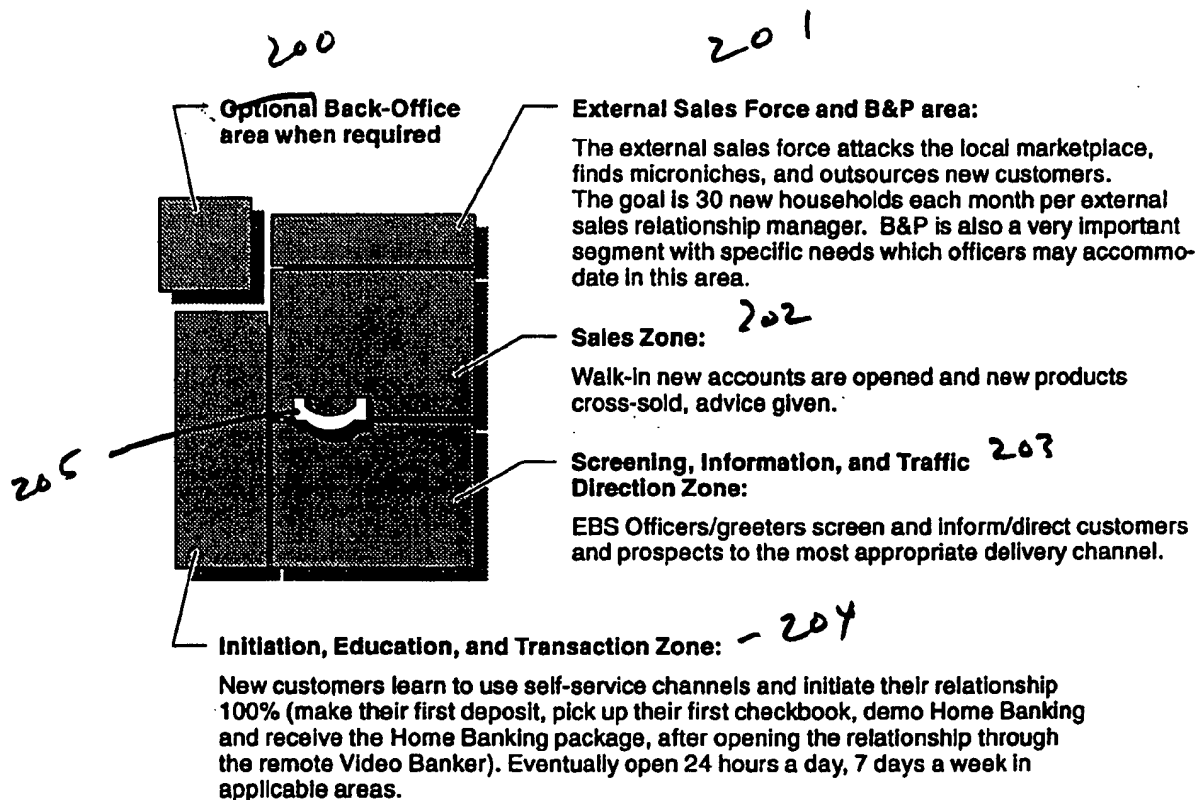 200
201
Optional Back-Office
area when required
External Sales Force and B&P area:
The external sales force attacks the local marketplace,
finds microniches, and outsources new customers.
The goal is 30 new households each month per external
sales relationship manager. B&P is also a very important
segment with specific needs which officers may accommo-
date in this area.
202
Sales Zone:
Walk-in new accounts are opened and new products
cross-sold, advice given.
203
Screening, Information, and Traffic
Direction Zone:
EBS Officers/greeters screen and inform/direct customers
and prospects to the most appropriate delivery channel.
205
Initiation, Education, and Transaction Zone: - 204
New customers learn to use self-service channels and initiate their relationship
100% (make their first deposit, pick up their first checkbook, demo Home Banking
and receive the Home Banking package, after opening the relationship through
the remote Video Banker). Eventually open 24 hours a day, 7 days a week in
applicable areas.